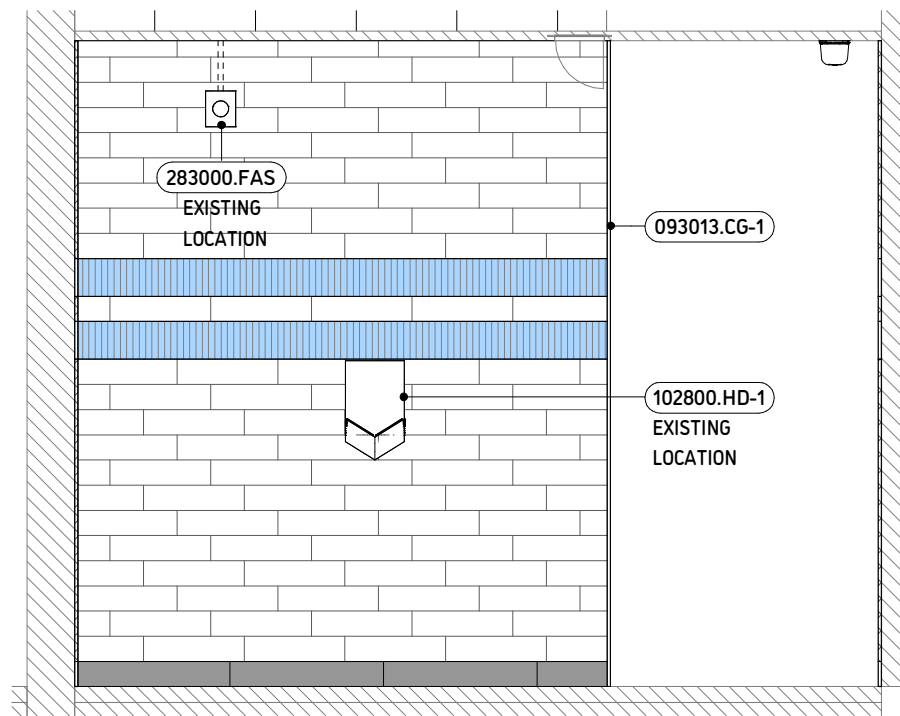 283000.FAS
EXISTING
LOCATION
093013.CG-1
102800.HD-1
EXISTING
LOCATION